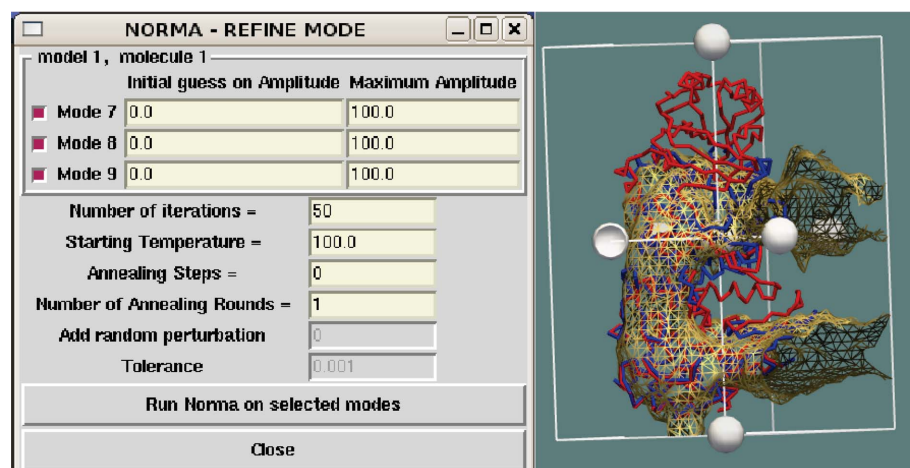 NORMA - REFINE MODE
model 1, molecule 1
Initial guess on Amplitude Maximum Amplitude
Mode 7 0.0 100.0
Mode 8 0.0 100.0
Mode 9 0.0 100.0
Number of iterations = 50
Starting Temperature = 100.0
Annealing Steps = 0
Number of Annealing Rounds = 1
Add random perturbation 0
Tolerance 0.001
Run Norma on selected modes
Close